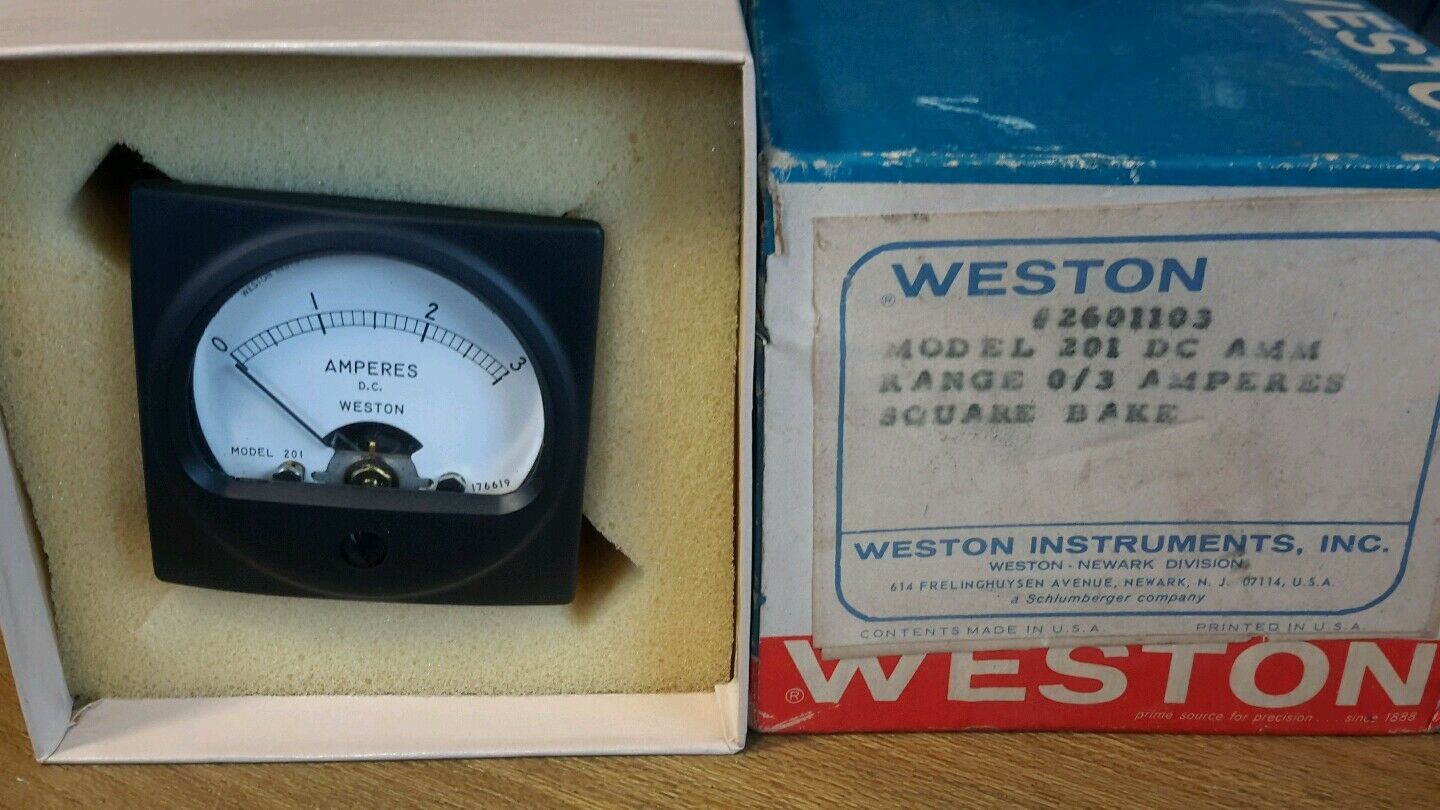 0 1 2 3
AMPERES
D.C.
WESTON
MODEL 201
176619
WESTON
® WESTON
#2601103
MODEL 201 DC AMM
RANGE 0/3 AMPERES
SQUARE BAKE
WESTON INSTRUMENTS, INC.
WESTON-NEWARK DIVISION
614 FRELINGHUYSEN AVENUE, NEWARK, N. J. 07114, U.S.A.
a Schlumberger company
CONTENTS MADE IN U.S.A. PRINTED IN U.S.A.
® WESTON
prime source for precision... since 1888